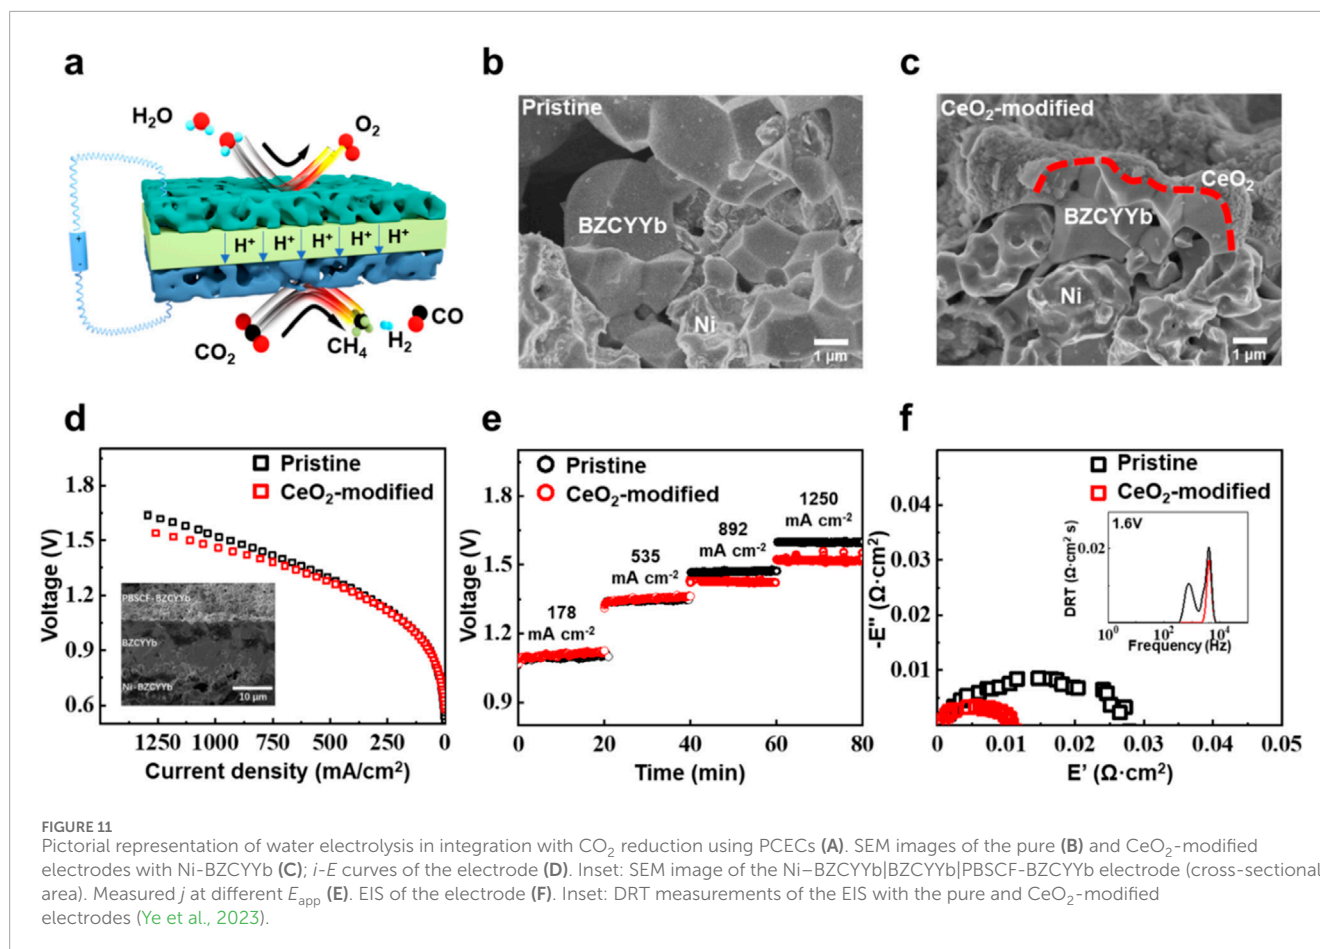 a
H₂O
O₂
H⁺ H⁺ H⁺ H⁺ H⁺
+
-
CO₂
CH₄
H₂
CO
b
Pristine
BZCYYb
Ni
1 μm
c
CeO₂-modified
CeO₂
BZCYYb
Ni
1 μm
d
Pristine
CeO₂-modified
Voltage (V)
1.8
1.5
1.2
0.9
0.6
PBSCF-BZCYYb
BZCYYb
Ni-BZCYYb
10 μm
1250 1000 750 500 250 0
Current density (mA/cm²)
e
Pristine
CeO₂-modified
Voltage (V)
1.8
1.5
1.2
0.9
178
mA cm⁻²
535
mA cm⁻²
892
mA cm⁻²
1250
mA cm⁻²
0 20 40 60 80
Time (min)
f
Pristine
CeO₂-modified
-E" (Ω·cm²)
0.04
0.03
0.02
0.01
1.6V
DRT (Ω·cm² s)
0.02
10⁰ 10² 10⁴
Frequency (Hz)
0 0.01 0.02 0.03 0.04 0.05
E' (Ω·cm²)
FIGURE 11
Pictorial representation of water electrolysis in integration with CO₂ reduction using PCECs (A). SEM images of the pure (B) and CeO₂-modified
electrodes with Ni-BZCYYb (C); i-E curves of the electrode (D). Inset: SEM image of the Ni–BZCYYb|BZCYYb|PBSCF-BZCYYb electrode (cross-sectional
area). Measured j at different Eapp (E). EIS of the electrode (F). Inset: DRT measurements of the EIS with the pure and CeO₂-modified
electrodes (Ye et al., 2023).